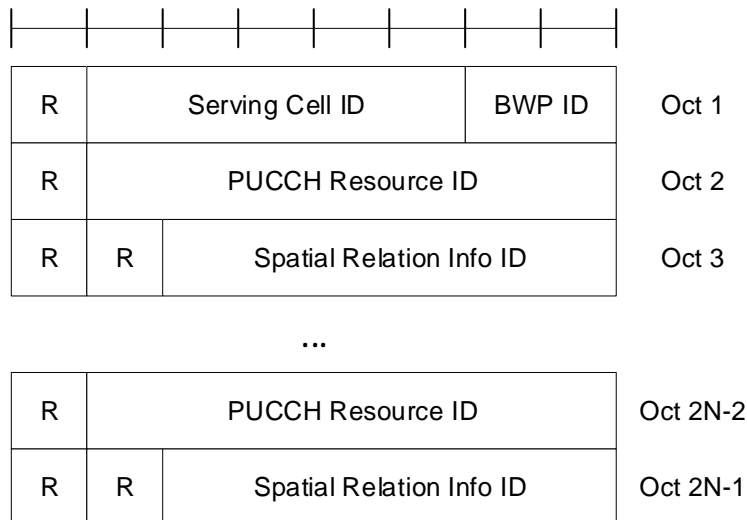 R Serving Cell ID BWP ID Oct 1
R PUCCH Resource ID Oct 2
R R Spatial Relation Info ID Oct 3
...
R PUCCH Resource ID Oct 2N-2
R R Spatial Relation Info ID Oct 2N-1